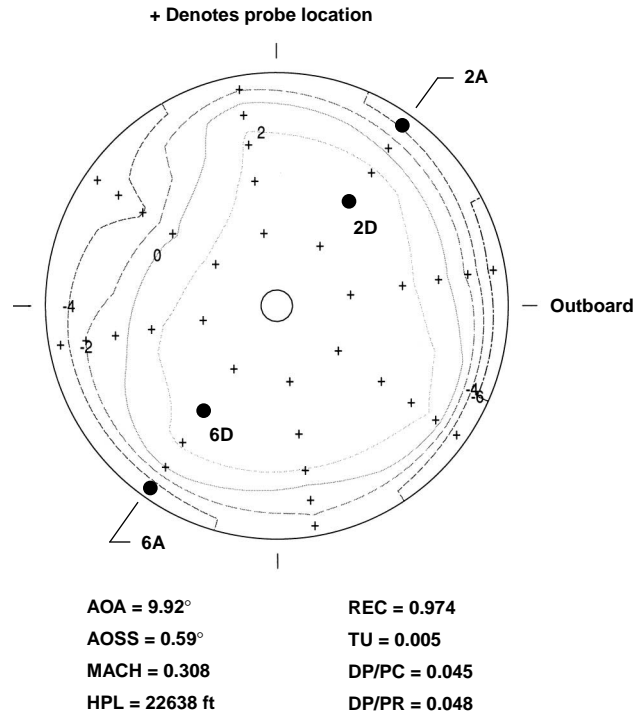 + Denotes probe location
2A
2
2D
0
-4
Outboard
-2
-4
-6
6D
6A
AOA = 9.92°
REC = 0.974
AOSS = 0.59°
TU = 0.005
MACH = 0.308
DP/PC = 0.045
HPL = 22638 ft
DP/PR = 0.048